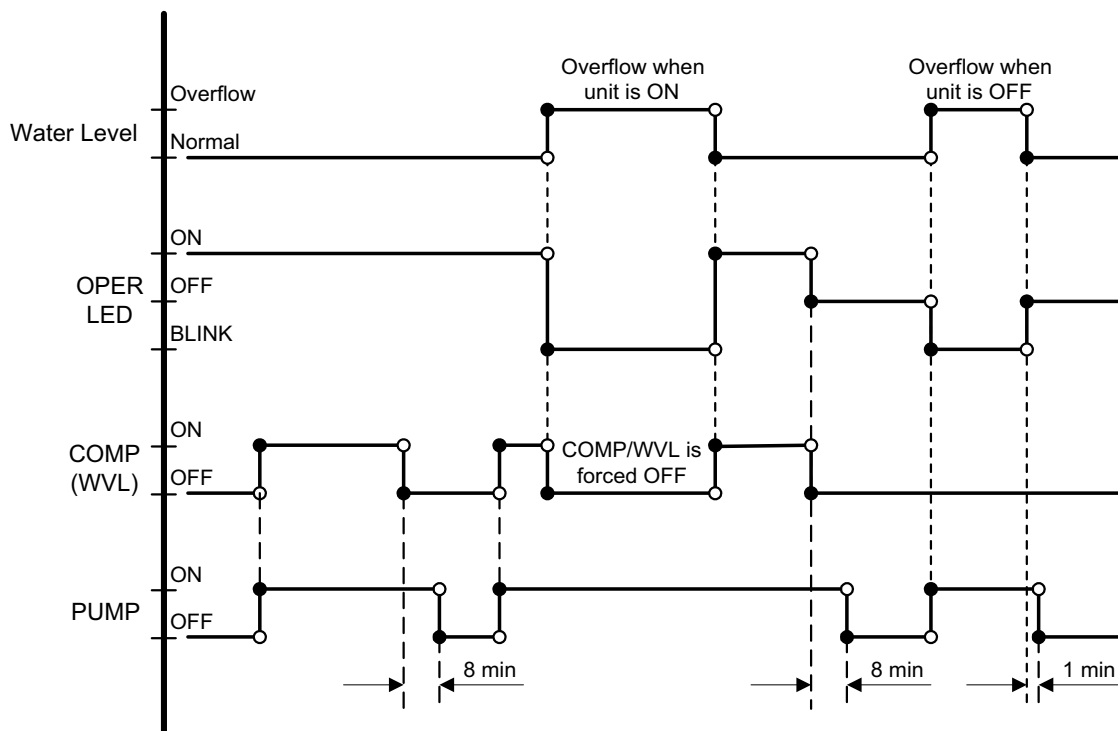 Overflow when
unit is ON
Overflow when
unit is OFF
Overflow
Water Level
Normal
ON
OPER
LED
OFF
BLINK
ON
COMP
(WVL)
OFF
COMP/WVL is
forced OFF
ON
PUMP
OFF
8 min
8 min
1 min